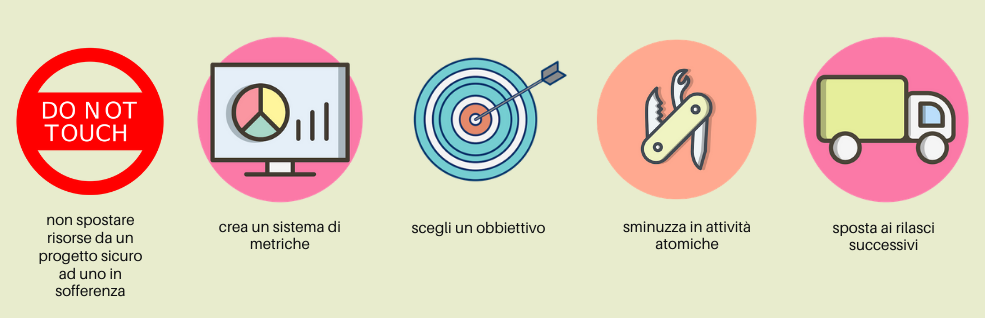 DO NOT
TOUCH
non spostare
risorse da un
progetto sicuro
ad uno in
sofferenza
crea un sistema di
metriche
scegli un obbiettivo
sminuzza in attività
atomiche
sposta ai rilasci
successivi